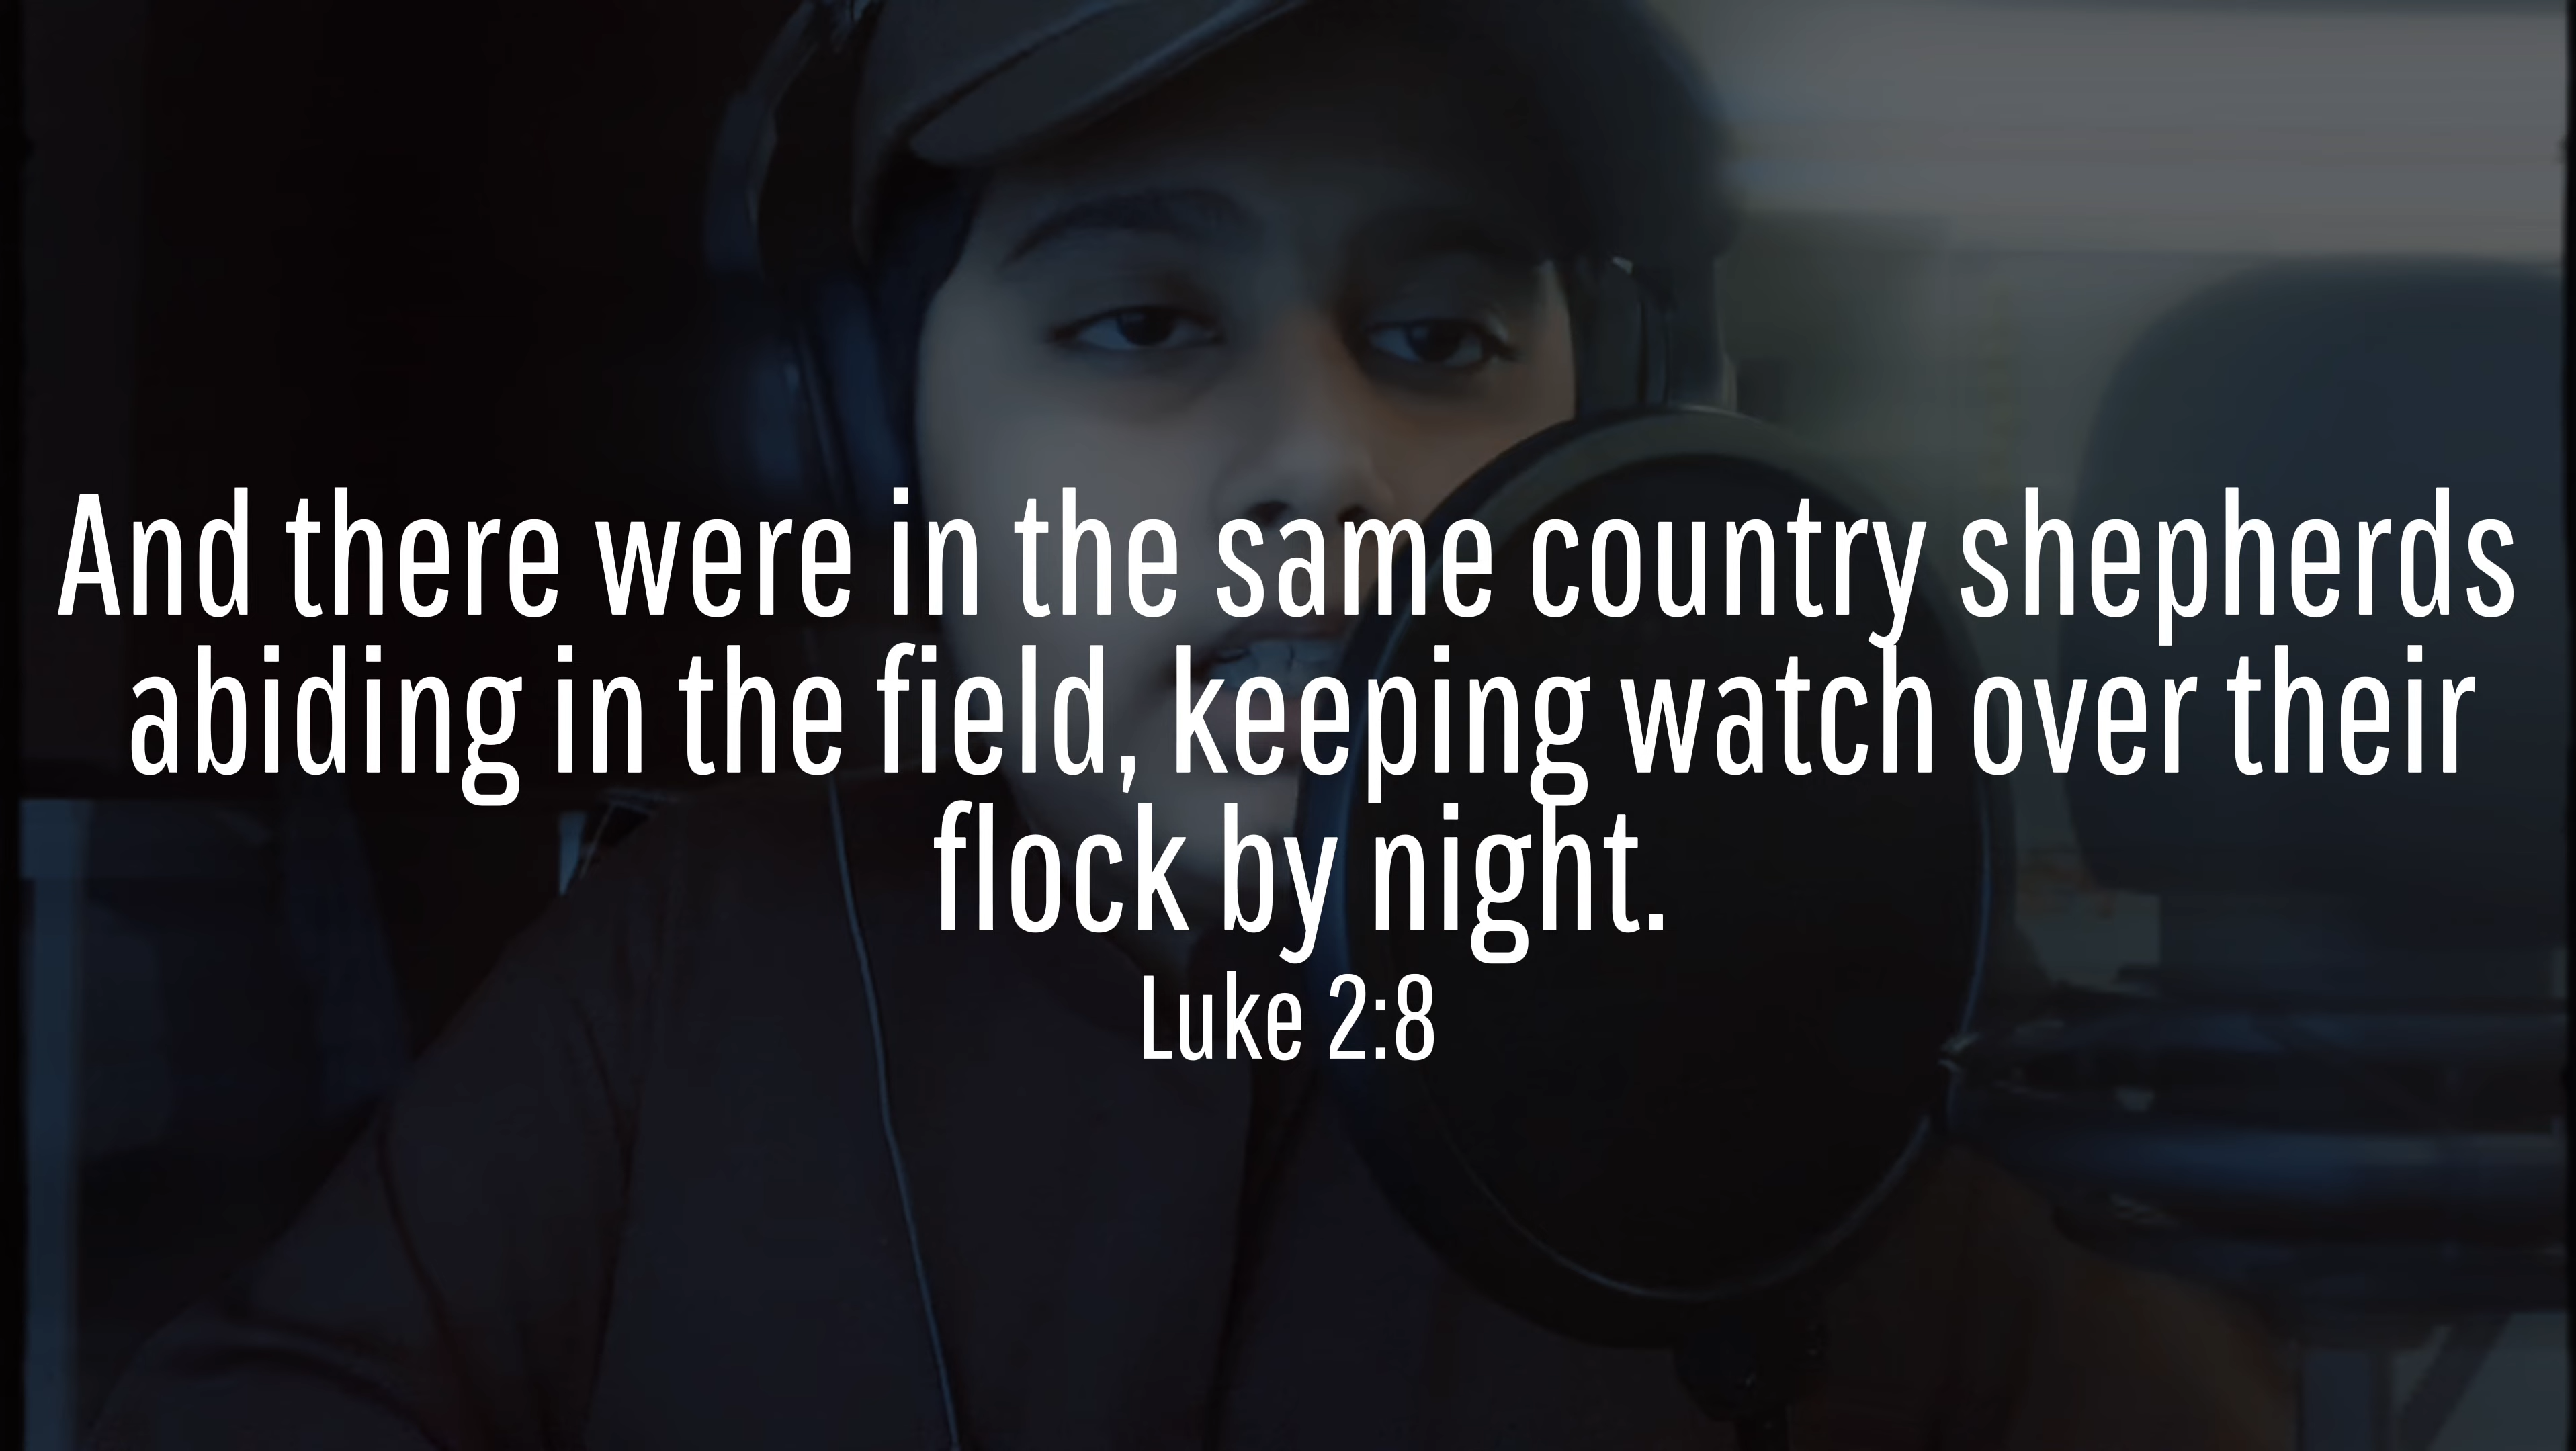 And there were in the same country shepherds
abiding in the field, keeping watch over their
flock by night.
Luke 2:8